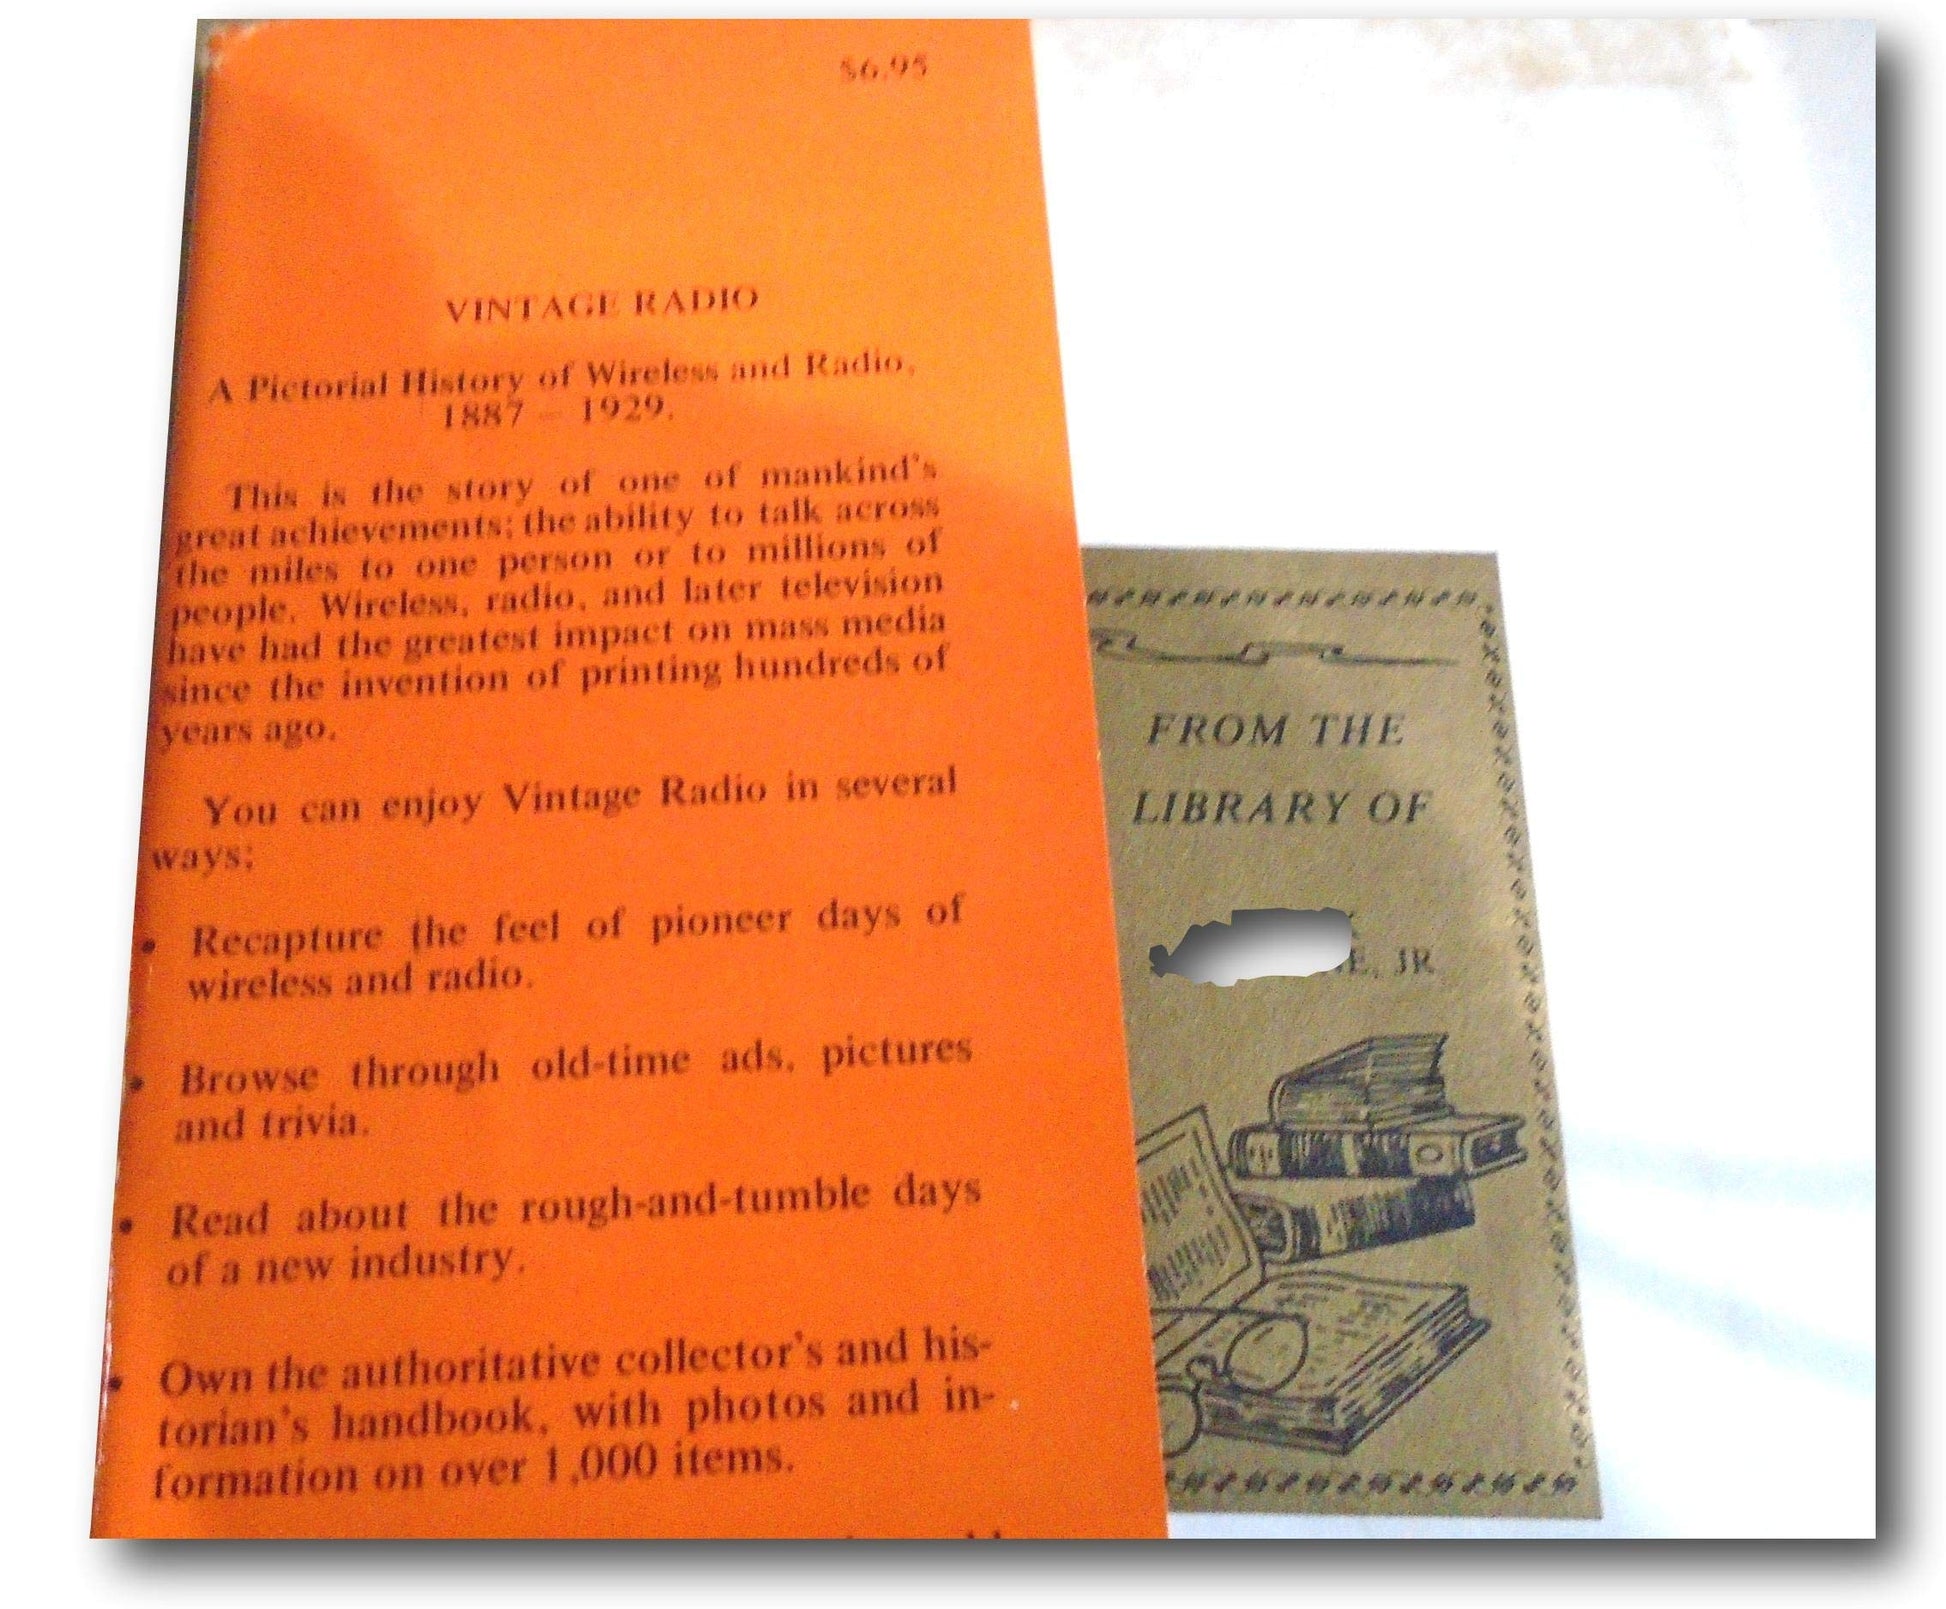 $6.95
VINTAGE RADIO
A Pictorial History of Wireless and Radio,
1887 – 1929.
This is the story of one of mankind's
great achievements; the ability to talk across
the miles to one person or to millions of
people. Wireless, radio, and later television
have had the greatest impact on mass media
since the invention of printing hundreds of
years ago.
You can enjoy Vintage Radio in several
ways:
• Recapture the feel of pioneer days of
wireless and radio.
• Browse through old-time ads, pictures
and trivia.
• Read about the rough-and-tumble days
of a new industry.
• Own the authoritative collector's and his-
torian's handbook, with photos and in-
formation on over 1,000 items.
FROM THE
LIBRARY OF
JR